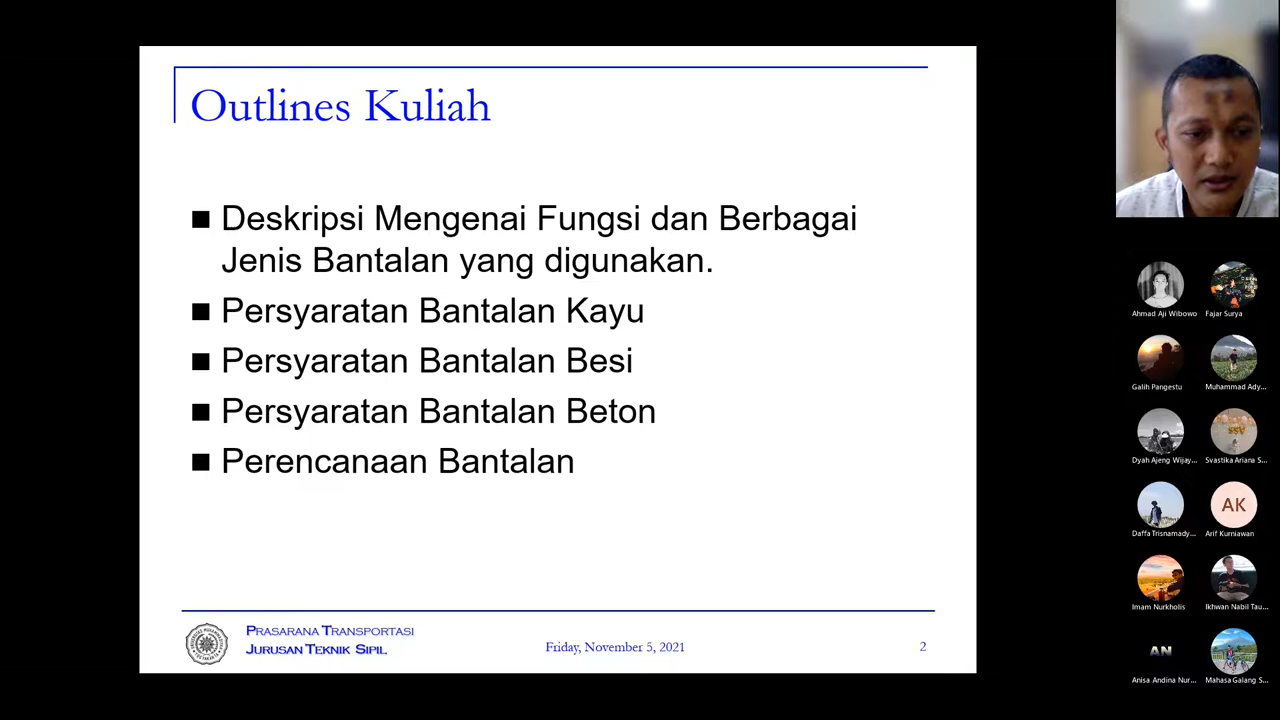 Outlines Kuliah
Deskripsi Mengenai Fungsi dan Berbagai
Jenis Bantalan yang digunakan.
Persyaratan Bantalan Kayu
Persyaratan Bantalan Besi
Persyaratan Bantalan Beton
Perencanaan Bantalan
PRASARANA TRANSPORTASI
JURUSAN TEKNIK SIPIL
Friday, November 5, 2021
2
Ahmad Aji Wibowo
Fajar Surya
Galih Pangestu
Muhammad Ady...
Dyah Ajeng Wijay...
Svastika Ariana S...
Daffa Trisnamady...
AK
Arif Kurniawan
Imam Nurkholis
Ikhwan Nabil Tau...
AN
Anisa Andina Nur...
Mahasa Galang S...